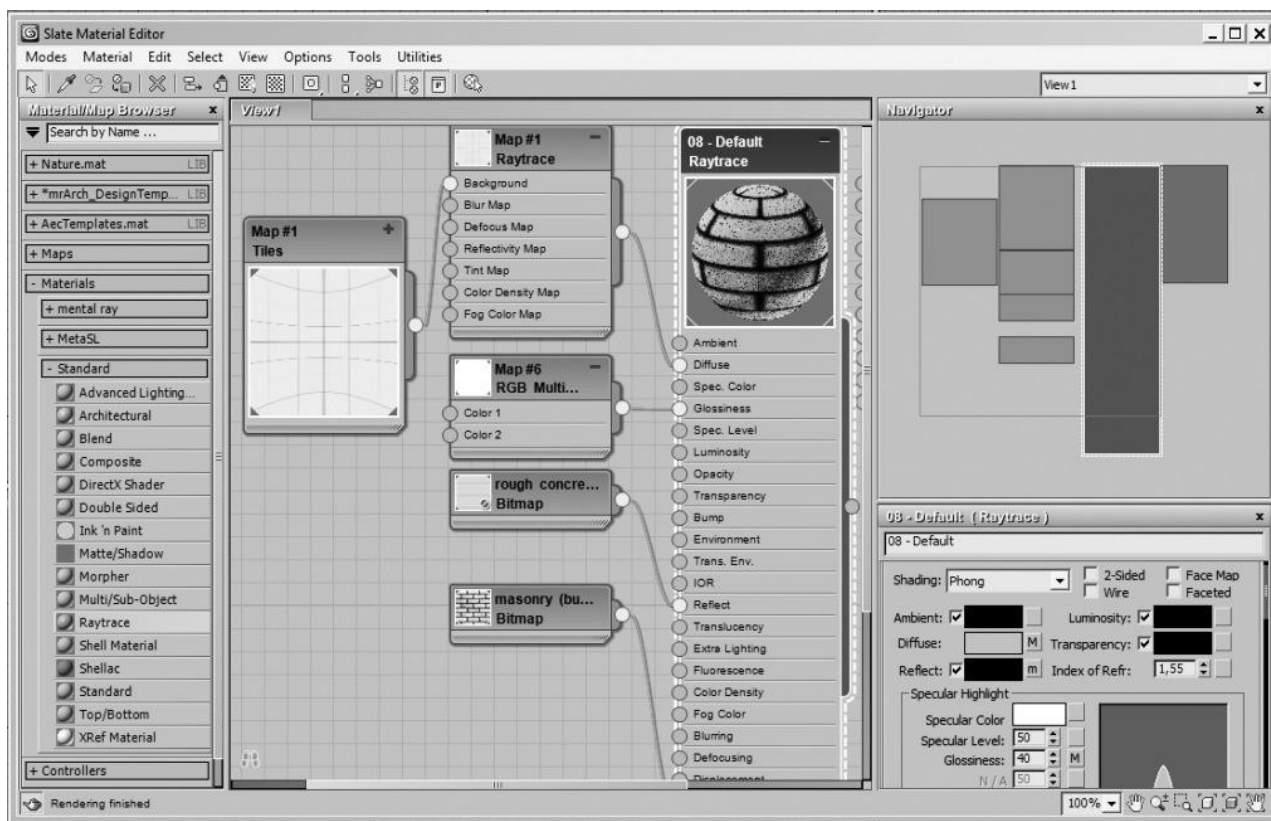 Slate Material Editor
Modes Material Edit Select View Options Tools Utilities
View1
Material/Map Browser
Search by Name ...
+ Nature.mat LIB
+ *mrArch_DesignTemp... LIB
+ AecTemplates.mat LIB
+ Maps
- Materials
+ mental ray
+ MetaSL
- Standard
Advanced Lighting...
Architectural
Blend
Composite
DirectX Shader
Double Sided
Ink 'n Paint
Matte/Shadow
Morpher
Multi/Sub-Object
Raytrace
Shell Material
Shellac
Standard
Top/Bottom
XRef Material
+ Controllers
View1
Map #1
Tiles
Map #1
Raytrace
Background
Blur Map
Defocus Map
Reflectivity Map
Tint Map
Color Density Map
Fog Color Map
Map #6
RGB Multi...
Color 1
Color 2
rough concre...
Bitmap
masonry (bu...
Bitmap
08 - Default
Raytrace
Ambient
Diffuse
Spec. Color
Glossiness
Spec. Level
Luminosity
Opacity
Transparency
Bump
Environment
Trans. Env.
IOR
Reflect
Translucency
Extra Lighting
Fluorescence
Color Density
Fog Color
Blurring
Defocusing
Displacement
Navigator
08 - Default ( Raytrace )
08 - Default
Shading: Phong 2-Sided Face Map
Wire Faceted
Ambient: Luminosity:
Diffuse: M Transparency:
Reflect: m Index of Refr: 1,55
Specular Highlight
Specular Color
Specular Level: 50
Glossiness: 40 M
N / A 50
Rendering finished
100%